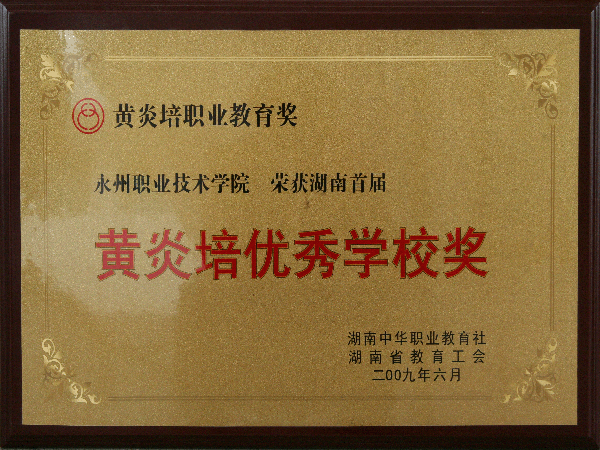 黄炎培职业教育奖
永州职业技术学院 荣获湖南首届
黄炎培优秀学校奖
湖南中华职业教育社
湖南省教育工会
二00九年六月